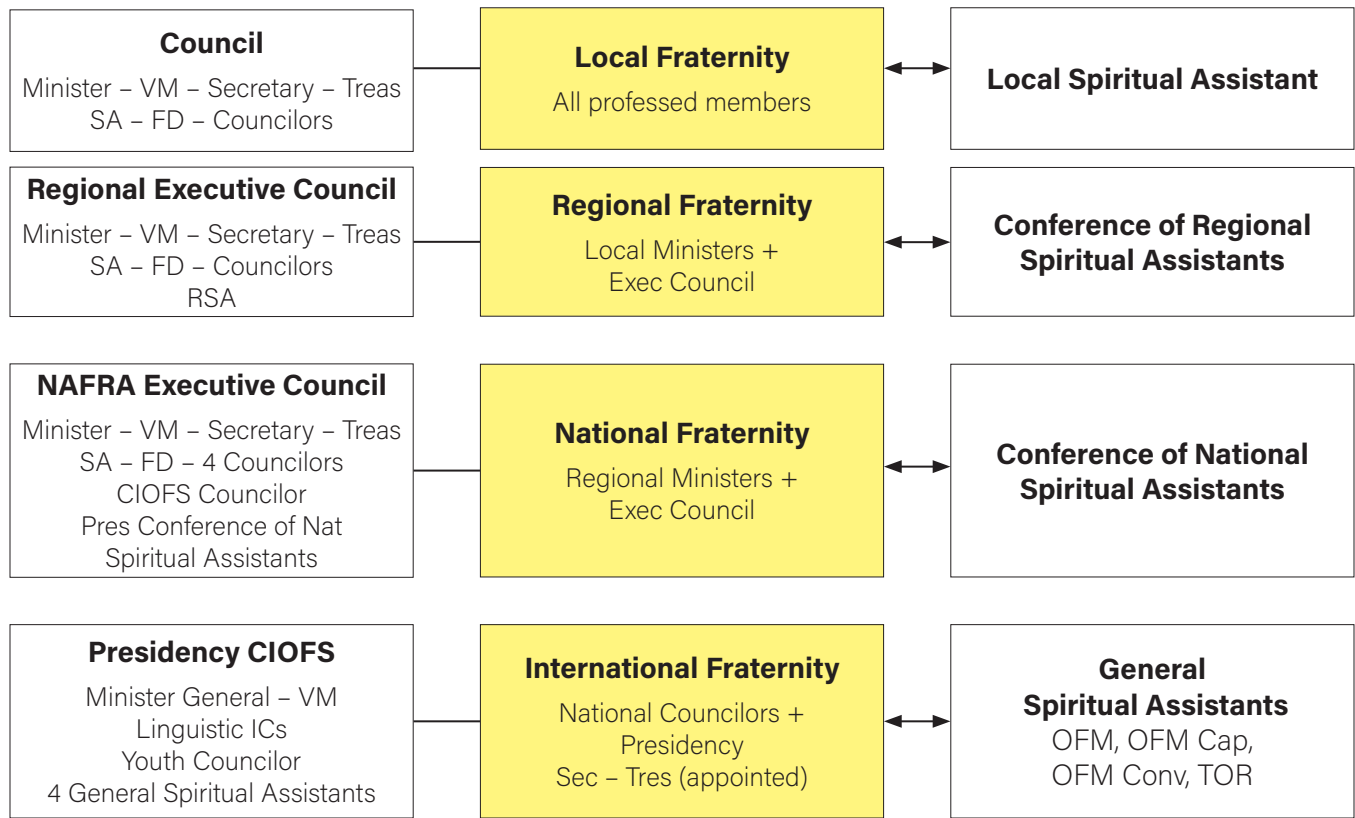 Council
Minister – VM – Secretary – Treas
SA – FD – Councilors
Local Fraternity
All professed members
Local Spiritual Assistant
Regional Executive Council
Minister – VM – Secretary – Treas
SA – FD – Councilors
RSA
Regional Fraternity
Local Ministers +
Exec Council
Conference of Regional
Spiritual Assistants
NAFRA Executive Council
Minister – VM – Secretary – Treas
SA – FD – 4 Councilors
CIOFS Councilor
Pres Conference of Nat
Spiritual Assistants
National Fraternity
Regional Ministers +
Exec Council
Conference of National
Spiritual Assistants
Presidency CIOFS
Minister General – VM
Linguistic ICs
Youth Councilor
4 General Spiritual Assistants
International Fraternity
National Councilors +
Presidency
Sec – Tres (appointed)
General
Spiritual Assistants
OFM, OFM Cap,
OFM Conv, TOR